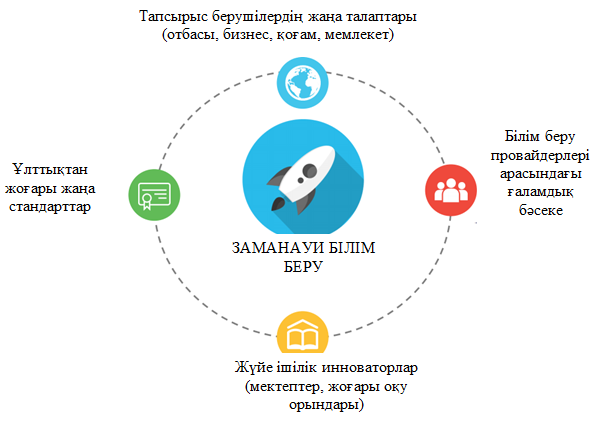 Тапсырыс берушілердің жаңа талаптары
(отбасы, бизнес, қоғам, мемлекет)
Білім беру
провайдерлері
арасындағы
ғаламдық
бәсеке
Ұлттықтан
жоғары жаңа
стандарттар
ЗАМАНАУИ БІЛІМ
БЕРУ
Жүйе ішілік инноваторлар
(мектептер, жоғары оқу
орындары)